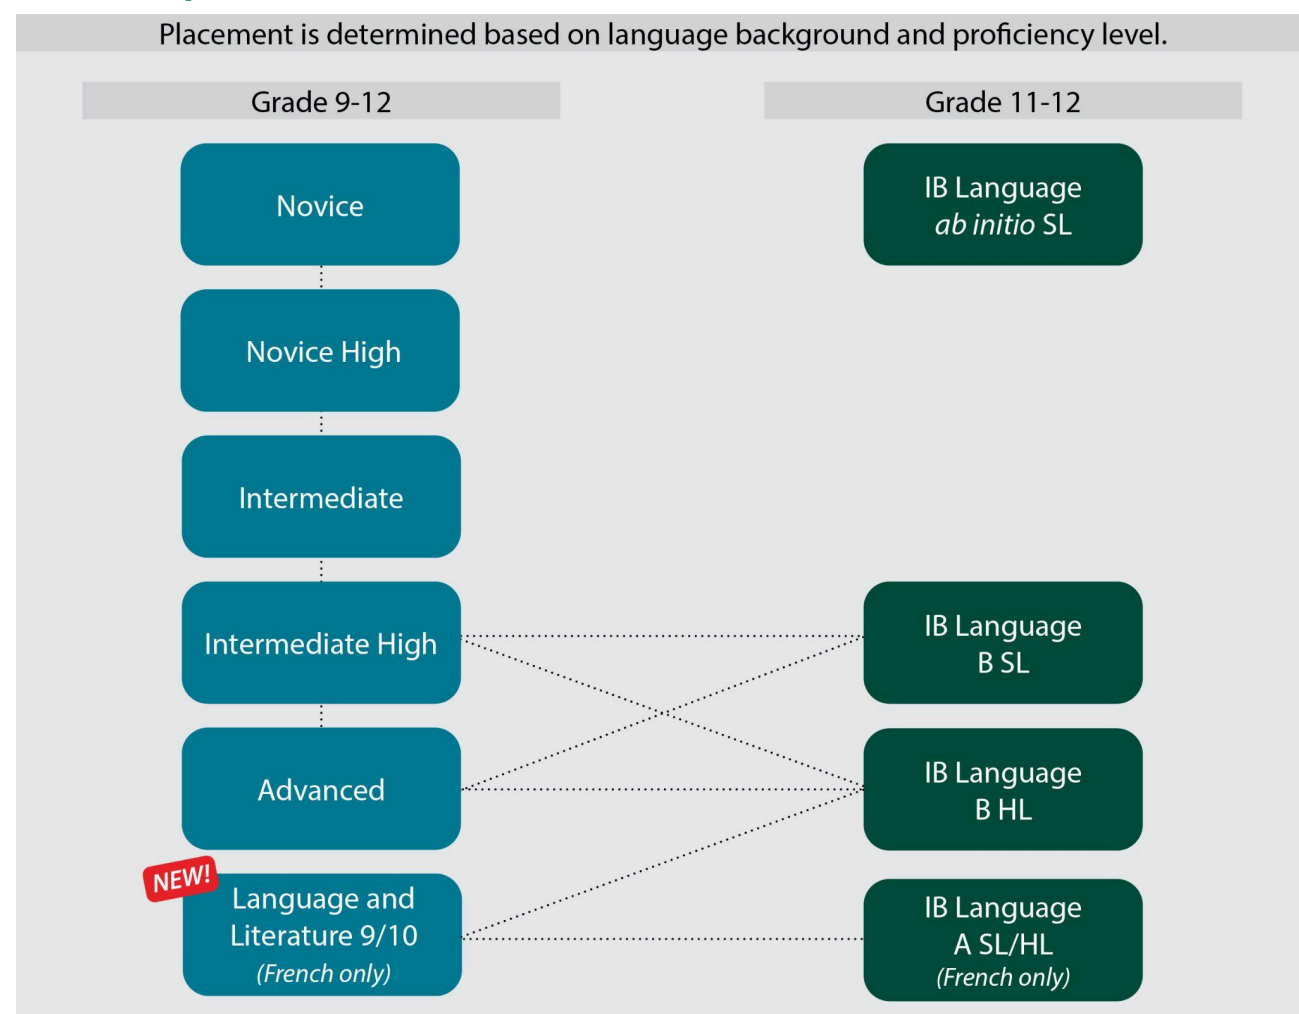 Placement is determined based on language background and proficiency level.
Grade 9-12
Grade 11-12
Novice
IB Language
ab initio SL
Novice High
Intermediate
Intermediate High
IB Language
B SL
Advanced
IB Language
B HL
NEW!
Language and
Literature 9/10
(French only)
IB Language
A SL/HL
(French only)